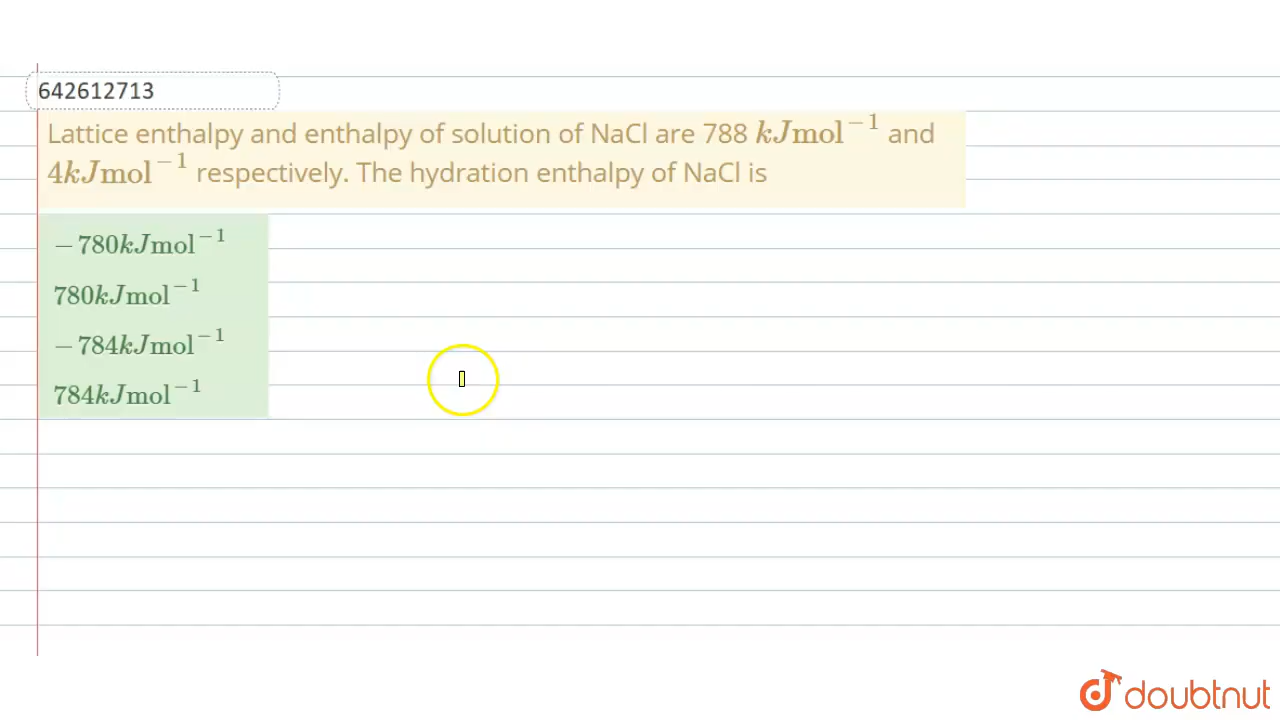 642612713
Lattice enthalpy and enthalpy of solution of NaCl are 788 kJmol⁻¹ and
4kJmol⁻¹ respectively. The hydration enthalpy of NaCl is
−780kJmol⁻¹
780kJmol⁻¹
−784kJmol⁻¹
784kJmol⁻¹
doubtnut